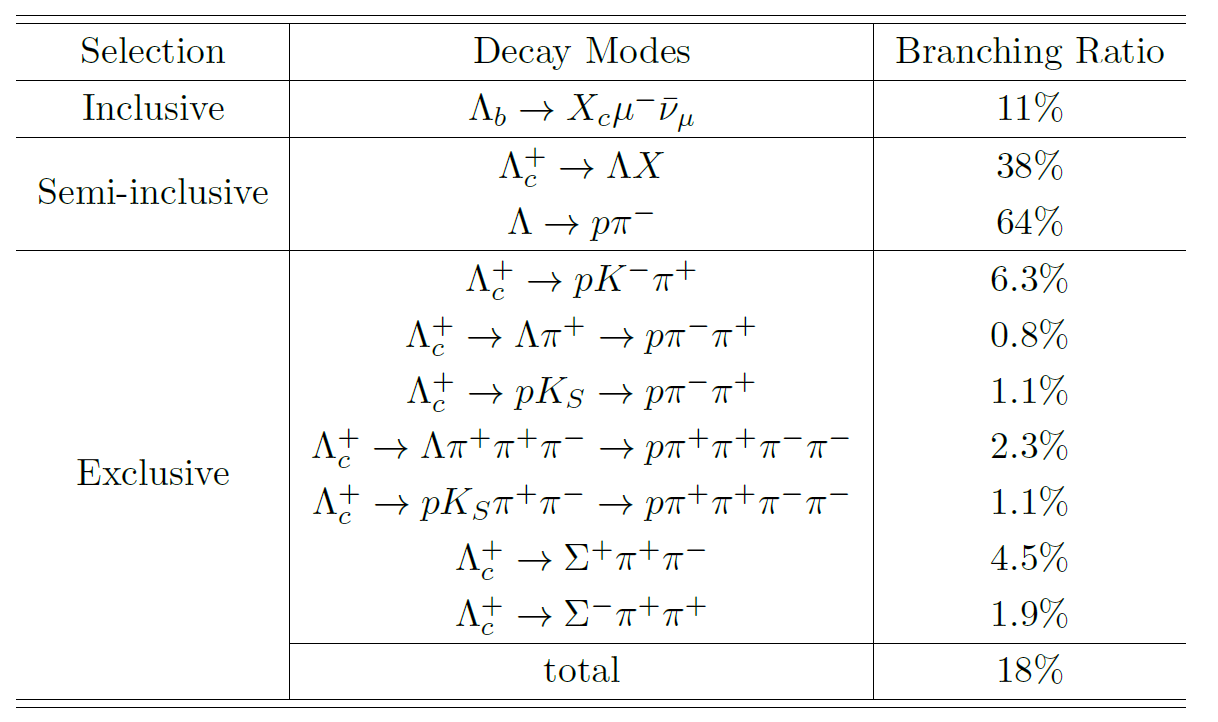 Selection Decay Modes Branching Ratio
Inclusive Λ_b → X_c μ⁻ ν̄_μ 11%
Semi-inclusive Λ_c⁺ → ΛX 38%
Λ → pπ⁻ 64%
Exclusive Λ_c⁺ → pK⁻π⁺ 6.3%
Λ_c⁺ → Λπ⁺ → pπ⁻π⁺ 0.8%
Λ_c⁺ → pK_S → pπ⁻π⁺ 1.1%
Λ_c⁺ → Λπ⁺π⁺π⁻ → pπ⁺π⁺π⁻π⁻ 2.3%
Λ_c⁺ → pK_Sπ⁺π⁻ → pπ⁺π⁺π⁻π⁻ 1.1%
Λ_c⁺ → Σ⁺π⁺π⁻ 4.5%
Λ_c⁺ → Σ⁻π⁺π⁺ 1.9%
total 18%